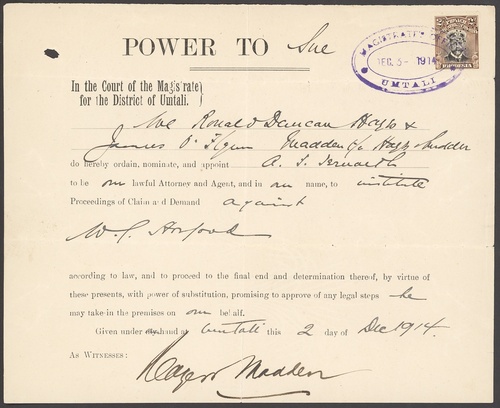 POWER TO Sue
MAGISTRATE'S
DEC. 3 - 1914
UMTALI
RHODESIA
In the Court of the Magistrate
for the District of Umtali.
We Ronald Duncan Hays &
James O' Flynn Madden of Hays & Madden
do hereby ordain, nominate, and appoint A.
to be our lawful Attorney and Agent, and in our name, to institute
Proceedings of Claim and Demand against
W.
according to law, and to proceed to the final end and determination thereof, by virtue of
these presents, with power of substitution, promising to approve of any legal steps he
may take in the premises on our behalf.
Given under hand at Umtali this 2 day of Dec 1914.
AS WITNESSES:
Hays & Madden